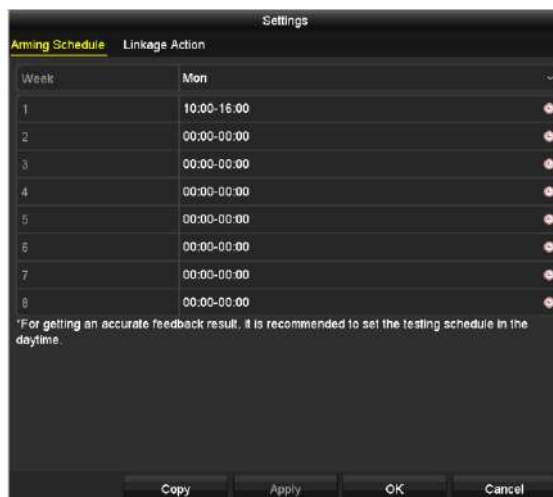 Settings
Arming Schedule Linkage Action
Week Mon
1 10:00-16:00
2 00:00-00:00
3 00:00-00:00
4 00:00-00:00
5 00:00-00:00
6 00:00-00:00
7 00:00-00:00
8 00:00-00:00
*For getting an accurate feedback result, it is recommended to set the testing schedule in the
daytime.
Copy Apply OK Cancel